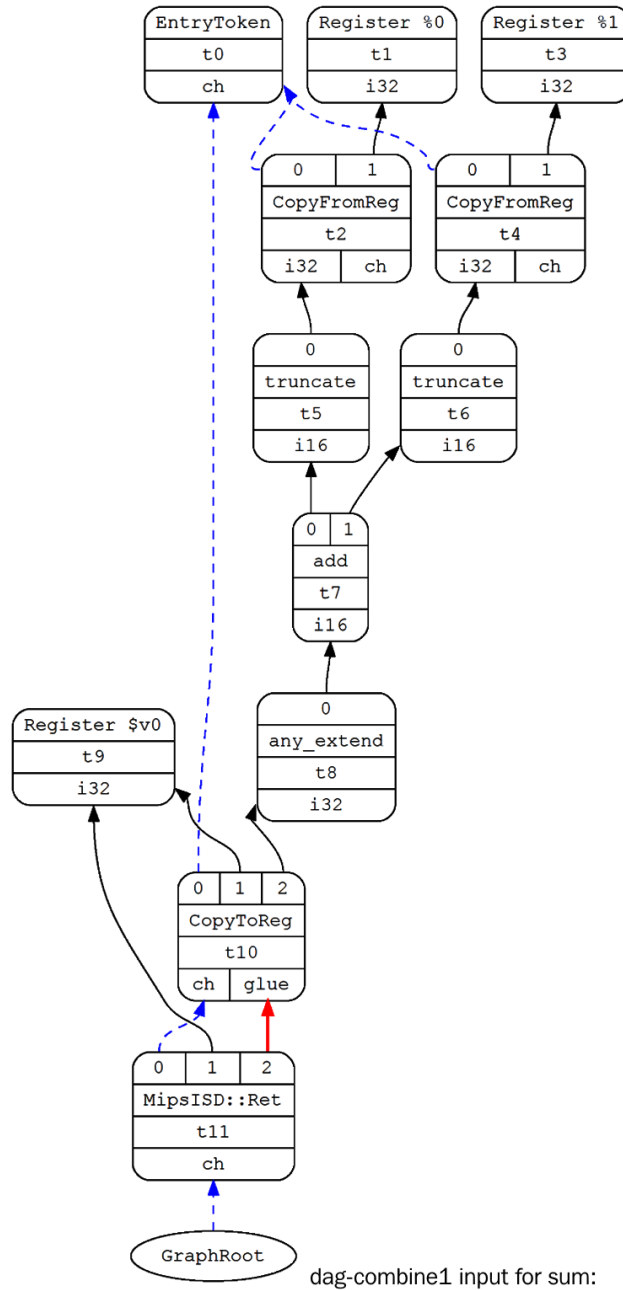 EntryToken
t0
ch
Register %0
t1
i32
Register %1
t3
i32
0 1
CopyFromReg
t2
i32 ch
0 1
CopyFromReg
t4
i32 ch
0
truncate
t5
i16
0
truncate
t6
i16
0 1
add
t7
i16
0
any_extend
t8
i32
Register $v0
t9
i32
0 1 2
CopyToReg
t10
ch glue
0 1 2
MipsISD::Ret
t11
ch
GraphRoot
dag-combine1 input for sum: